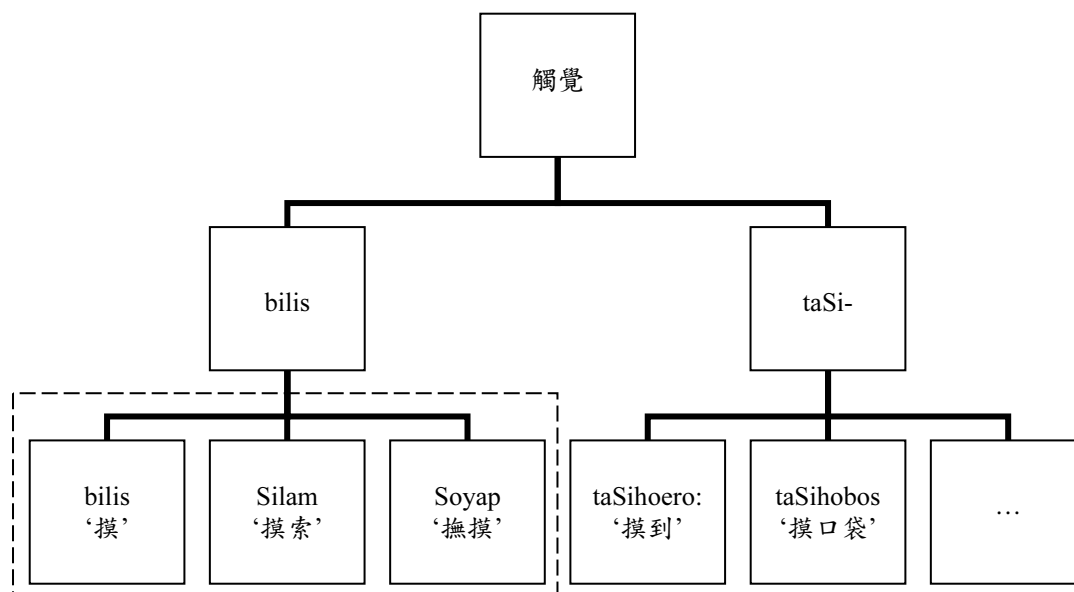 觸覺
bilis
taSi-
bilis
‘摸’
Silam
‘摸索’
Soyap
‘撫摸’
taSihoero:
‘摸到’
taSihobos
‘摸口袋’
…